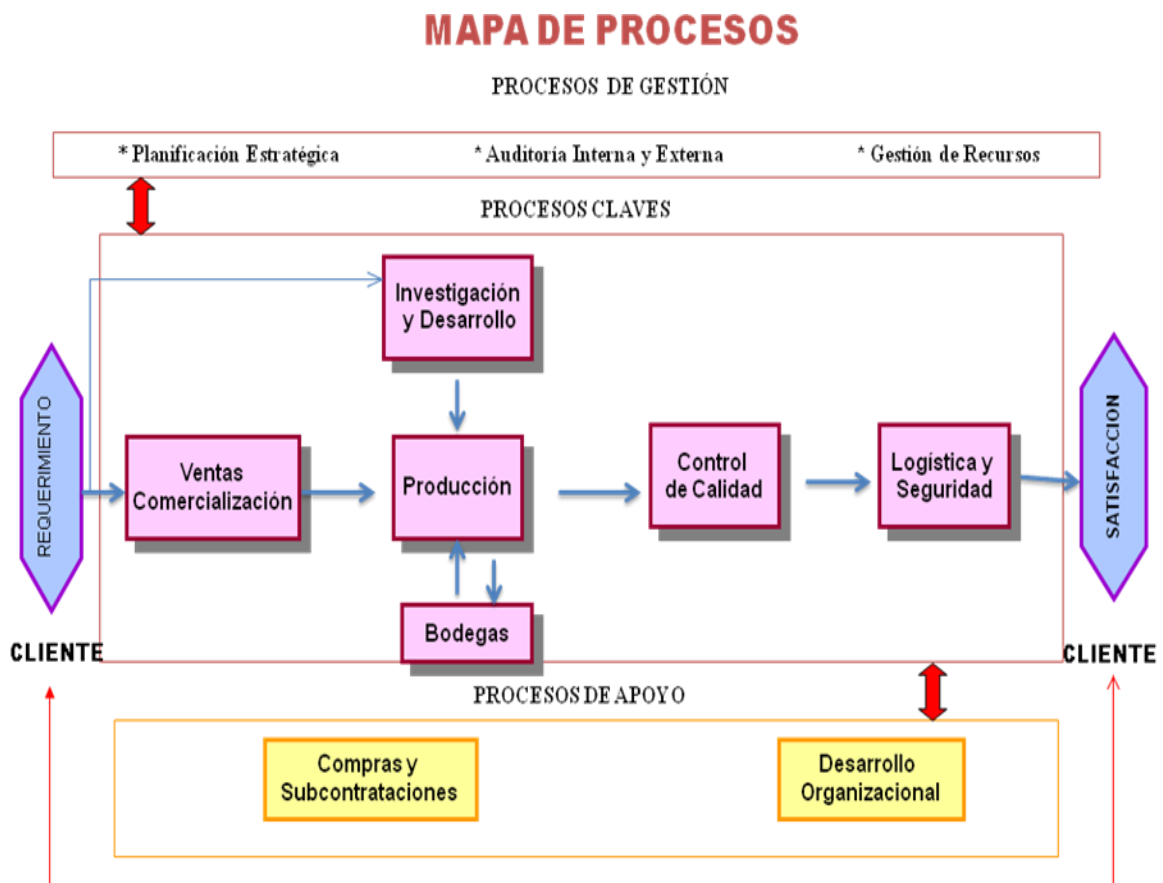 MAPA DE PROCESOS
PROCESOS DE GESTIÓN
* Planificación Estratégica
* Auditoría Interna y Externa
* Gestión de Recursos
PROCESOS CLAVES
Investigación
y Desarrollo
REQUERIMIENTO
Ventas
Comercialización
Producción
Control
de Calidad
Logística y
Seguridad
SATISFACCION
Bodegas
CLIENTE
CLIENTE
PROCESOS DE APOYO
Compras y
Subcontrataciones
Desarrollo
Organizacional